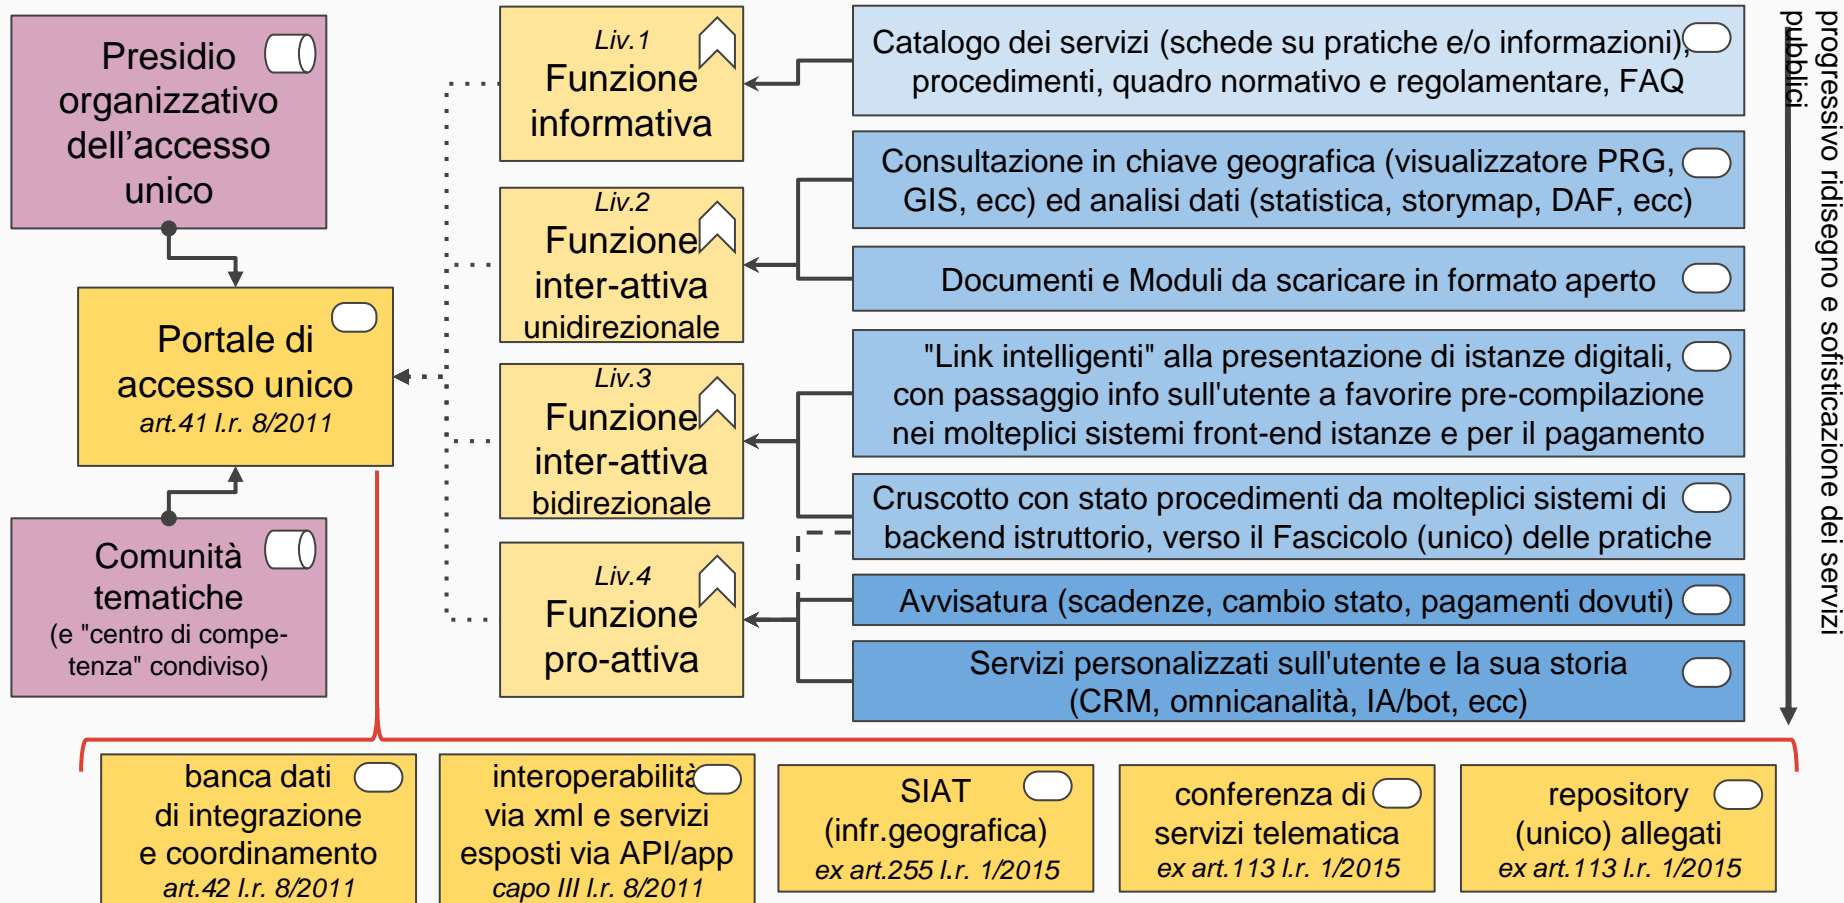 Presidio
organizzativo
dell'accesso
unico
Portale di
accesso unico
art.41 l.r. 8/2011
Comunità
tematiche
(e "centro di compe-
tenza" condiviso)
Liv.1
Funzione
informativa
Liv.2
Funzione
inter-attiva
unidirezionale
Liv.3
Funzione
inter-attiva
bidirezionale
Liv.4
Funzione
pro-attiva
Catalogo dei servizi (schede su pratiche e/o informazioni),
procedimenti, quadro normativo e regolamentare, FAQ
Consultazione in chiave geografica (visualizzatore PRG,
GIS, ecc) ed analisi dati (statistica, storymap, DAF, ecc)
Documenti e Moduli da scaricare in formato aperto
"Link intelligenti" alla presentazione di istanze digitali,
con passaggio info sull'utente a favorire pre-compilazione
nei molteplici sistemi front-end istanze e per il pagamento
Cruscotto con stato procedimenti da molteplici sistemi di
backend istruttorio, verso il Fascicolo (unico) delle pratiche
Avvisatura (scadenze, cambio stato, pagamenti dovuti)
Servizi personalizzati sull'utente e la sua storia
(CRM, omnicanalità, IA/bot, ecc)
progressivo ridisegno e sofisticazione dei servizi
pubblici
banca dati
di integrazione
e coordinamento
art.42 l.r. 8/2011
interoperabilità
via xml e servizi
esposti via API/app
capo III l.r. 8/2011
SIAT
(infr.geografica)
ex art.255 l.r. 1/2015
conferenza di
servizi telematica
ex art.113 l.r. 1/2015
repository
(unico) allegati
ex art.113 l.r. 1/2015